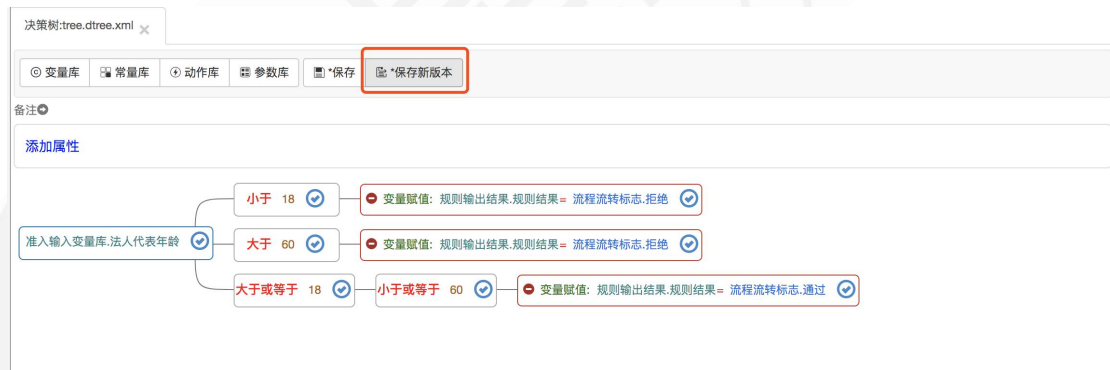 决策树:tree.dtree.xml
变量库 常量库 动作库 参数库 *保存 *保存新版本
备注
添加属性
小于 18 变量赋值: 规则输出结果.规则结果= 流程流转标志.拒绝
准入输入变量库.法人代表年龄 大于 60 变量赋值: 规则输出结果.规则结果= 流程流转标志.拒绝
大于或等于 18 小于或等于 60 变量赋值: 规则输出结果.规则结果= 流程流转标志.通过